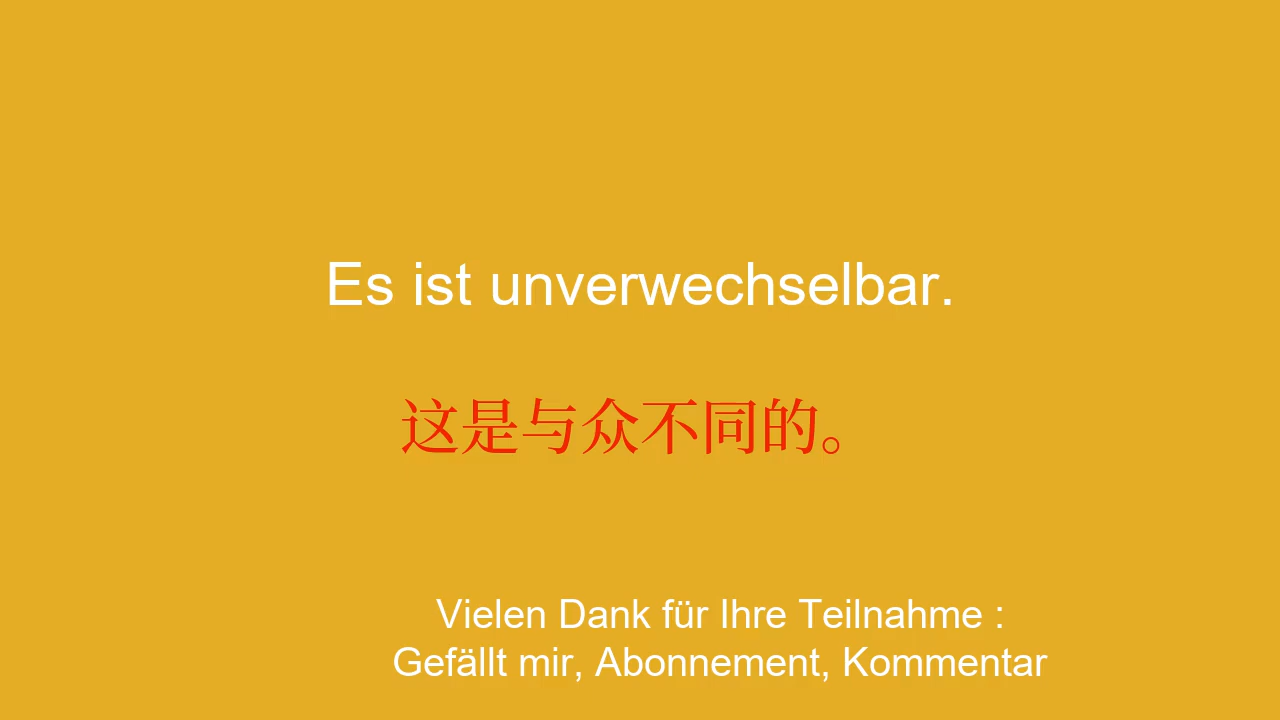 Es ist unverwechselbar.
这是与众不同的。
Vielen Dank für Ihre Teilnahme :
Gefällt mir, Abonnement, Kommentar